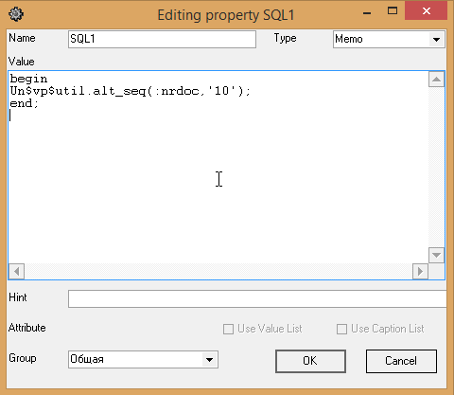 Editing property SQL1
Name SQL1 Type Memo
Value
begin
Un$vp$util.alt_seq(:nrdoc,'10');
end;
Hint
Attribute Use Value List Use Caption List
Group Общая OK Cancel